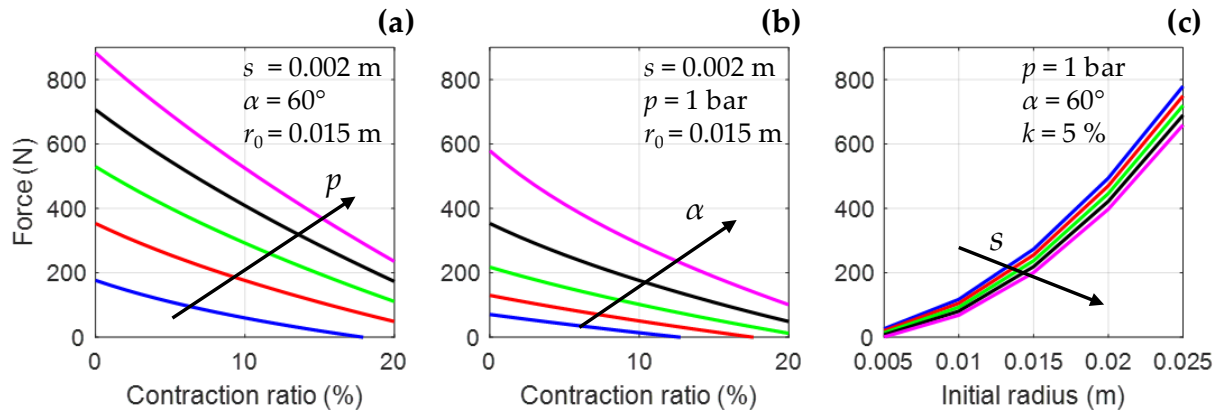 (a)
(b)
(c)
Force (N)
800
600
400
200
0
0
10
20
Contraction ratio (%)
s = 0.002 m
α = 60°
r0 = 0.015 m
p
800
600
400
200
0
0
10
20
Contraction ratio (%)
s = 0.002 m
p = 1 bar
r0 = 0.015 m
α
800
600
400
200
0
0.005
0.01
0.015
0.02
0.025
Initial radius (m)
p = 1 bar
α = 60°
k = 5 %
s